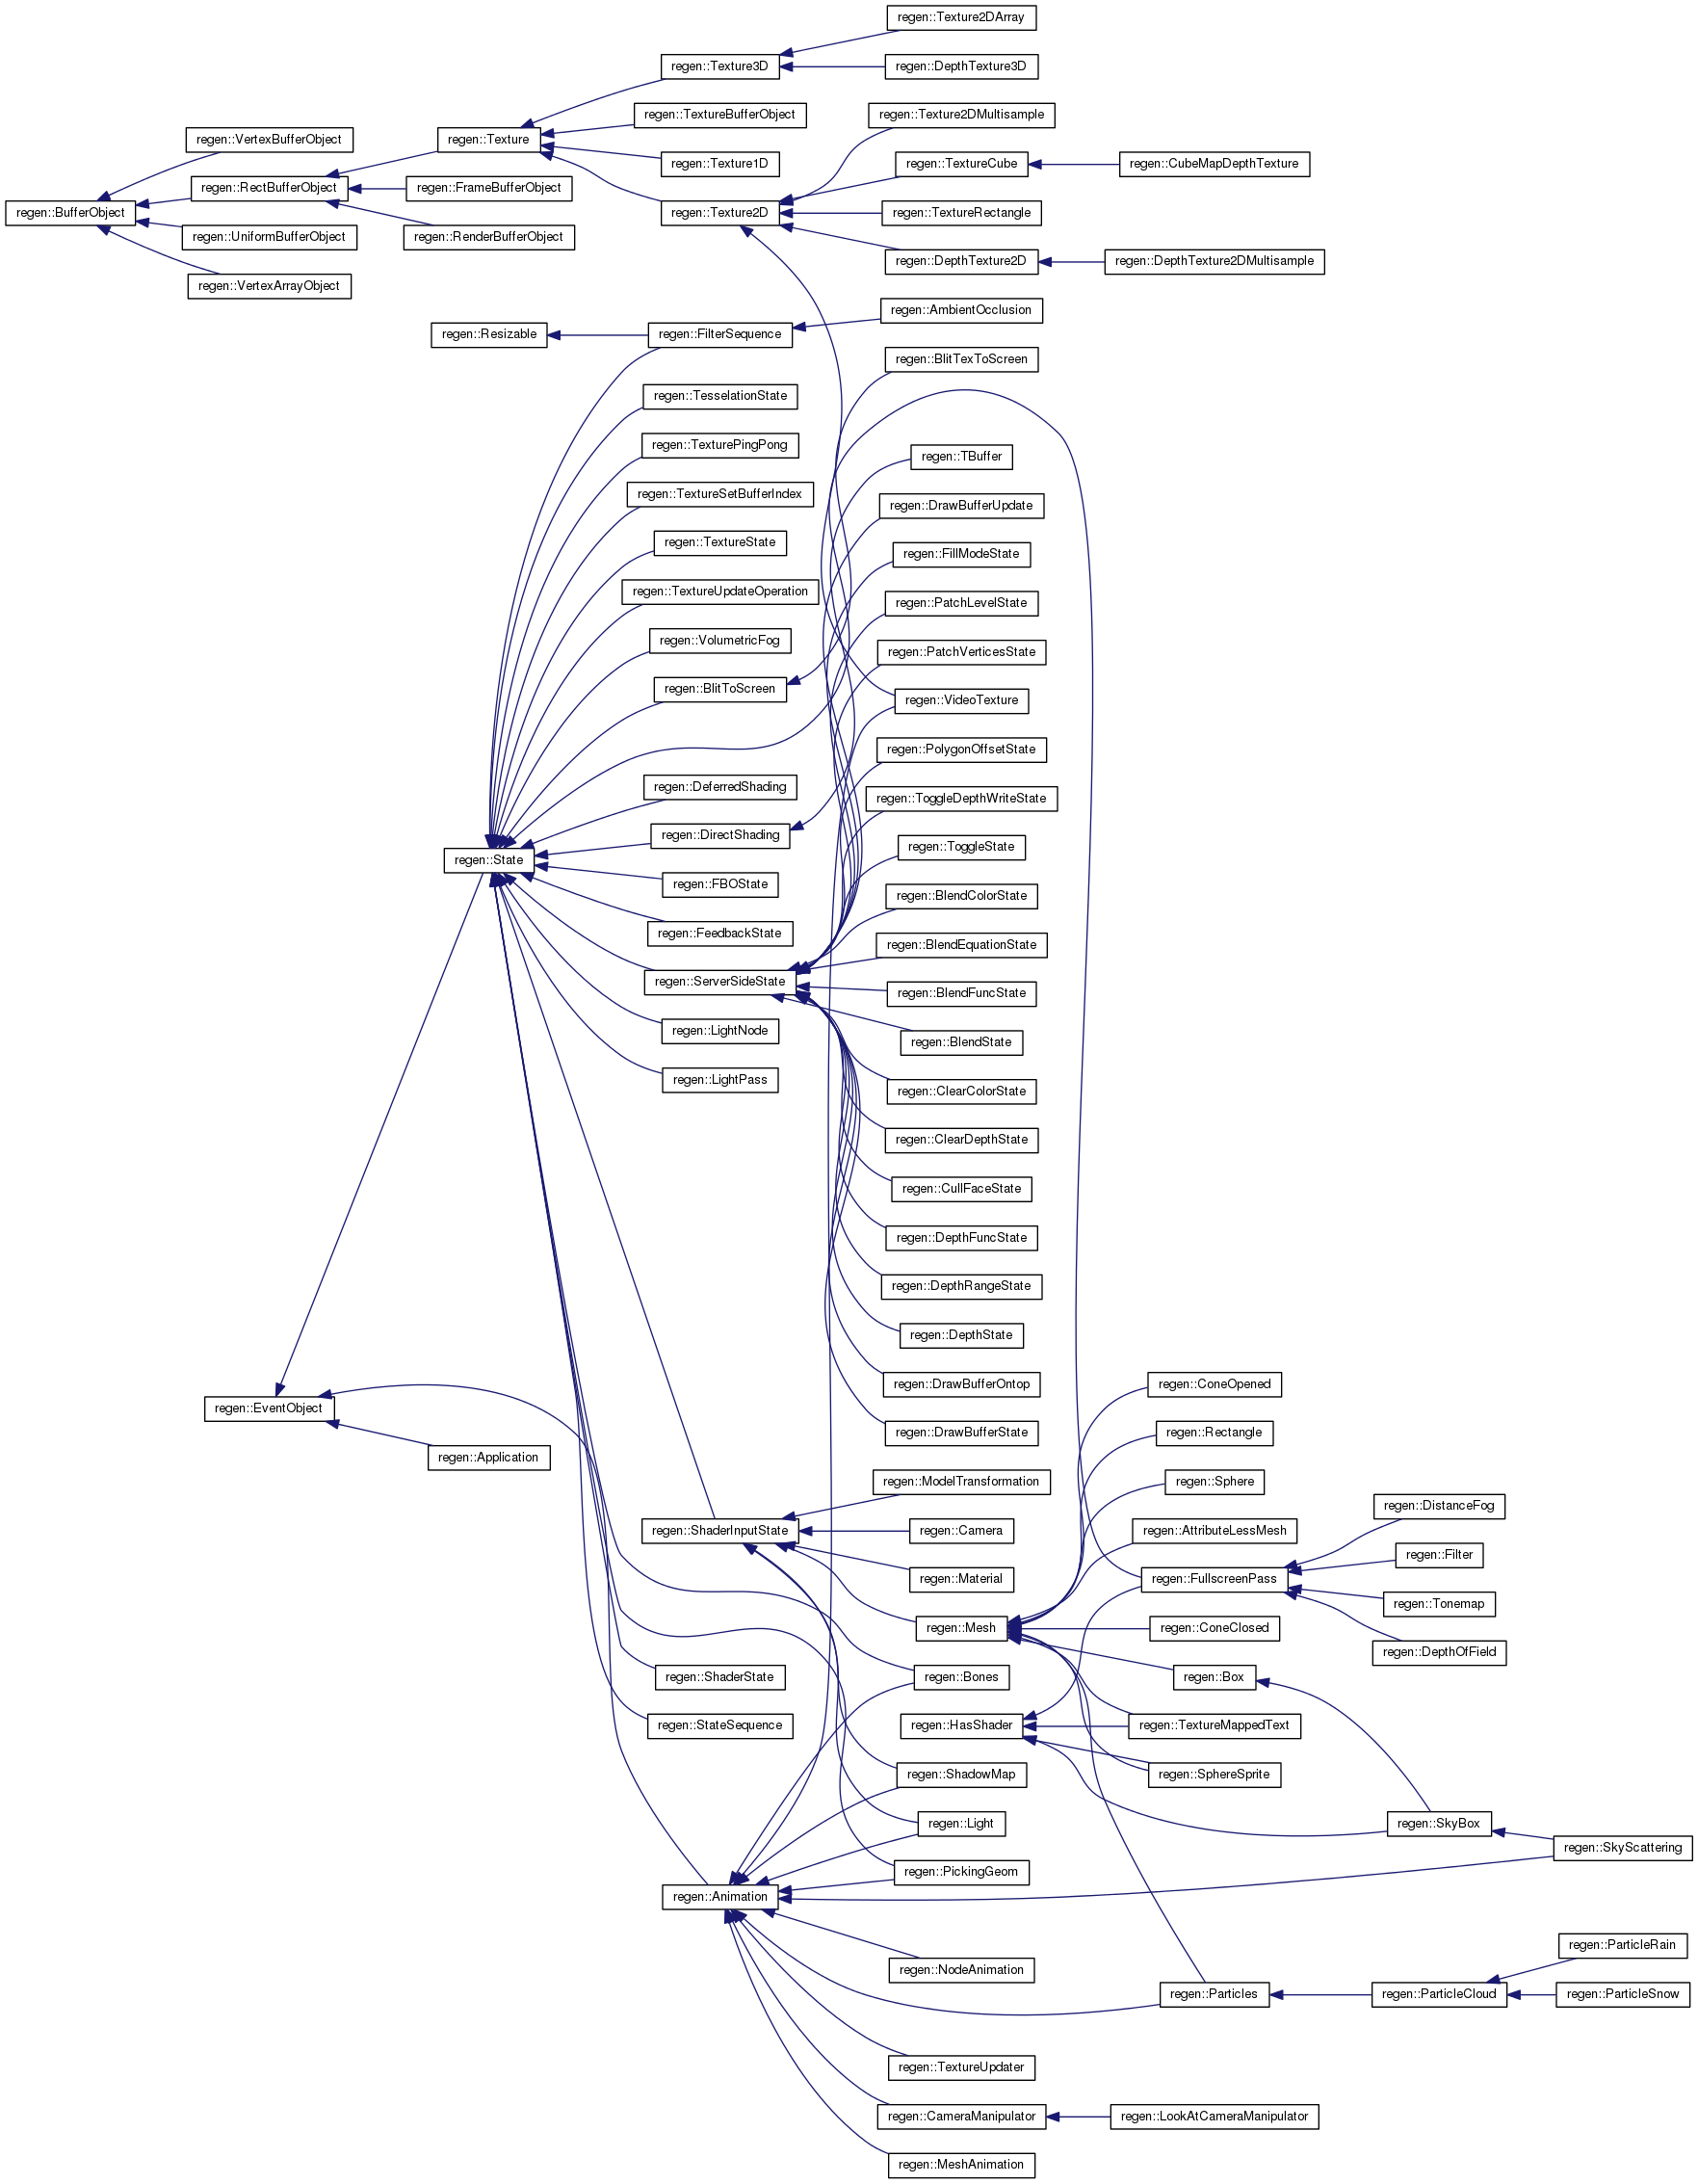 regen::Texture2DArray
regen::Texture3D
regen::DepthTexture3D
regen::TextureBufferObject
regen::Texture2DMultisample
regen::VertexBufferObject
regen::Texture
regen::Texture1D
regen::TextureCube
regen::CubeMapDepthTexture
regen::RectBufferObject
regen::FrameBufferObject
regen::BufferObject
regen::Texture2D
regen::TextureRectangle
regen::UniformBufferObject
regen::RenderBufferObject
regen::DepthTexture2D
regen::DepthTexture2DMultisample
regen::VertexArrayObject
regen::AmbientOcclusion
regen::Resizable
regen::FilterSequence
regen::BlitTexToScreen
regen::TesselationState
regen::TexturePingPong
regen::TBuffer
regen::TextureSetBufferIndex
regen::DrawBufferUpdate
regen::TextureState
regen::FillModeState
regen::TextureUpdateOperation
regen::PatchLevelState
regen::VolumetricFog
regen::PatchVerticesState
regen::BlitToScreen
regen::VideoTexture
regen::PolygonOffsetState
regen::DeferredShading
regen::ToggleDepthWriteState
regen::DirectShading
regen::ToggleState
regen::State
regen::FBOState
regen::BlendColorState
regen::FeedbackState
regen::BlendEquationState
regen::ServerSideState
regen::BlendFuncState
regen::LightNode
regen::BlendState
regen::LightPass
regen::ClearColorState
regen::ClearDepthState
regen::CullFaceState
regen::DepthFuncState
regen::DepthRangeState
regen::DepthState
regen::DrawBufferOntop
regen::ConeOpened
regen::EventObject
regen::DrawBufferState
regen::Rectangle
regen::Application
regen::ModelTransformation
regen::Sphere
regen::DistanceFog
regen::ShaderInputState
regen::Camera
regen::AttributeLessMesh
regen::Filter
regen::Material
regen::FullscreenPass
regen::Tonemap
regen::Mesh
regen::ConeClosed
regen::DepthOfField
regen::ShaderState
regen::Bones
regen::Box
regen::StateSequence
regen::HasShader
regen::TextureMappedText
regen::ShadowMap
regen::SphereSprite
regen::Light
regen::SkyBox
regen::SkyScattering
regen::PickingGeom
regen::Animation
regen::ParticleRain
regen::NodeAnimation
regen::Particles
regen::ParticleCloud
regen::ParticleSnow
regen::TextureUpdater
regen::CameraManipulator
regen::LookAtCameraManipulator
regen::MeshAnimation